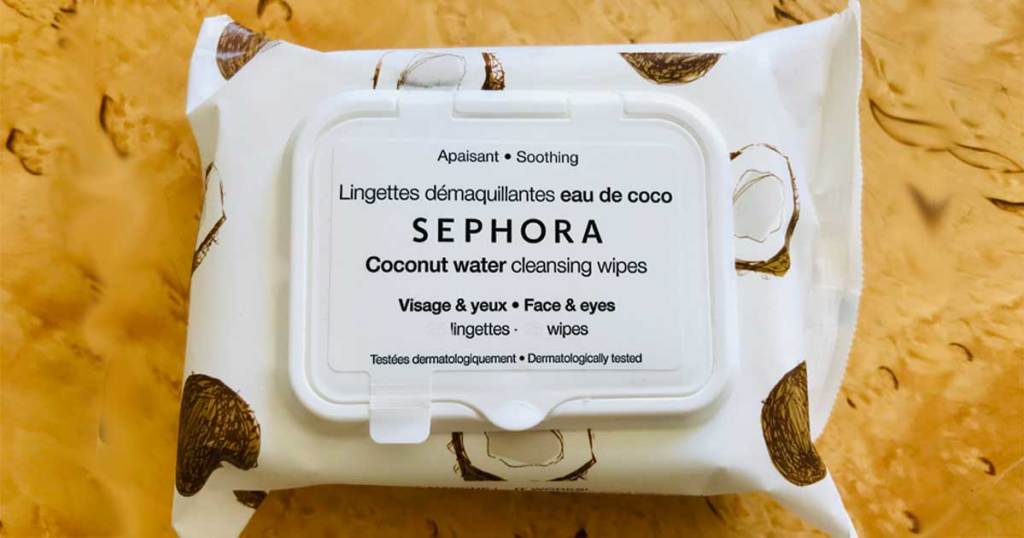 Apaisant • Soothing
Lingettes démaquillantes eau de coco
SEPHORA
Coconut water cleansing wipes
Visage & yeux • Face & eyes
lingettes · wipes
Testées dermatologiquement • Dermatologically tested